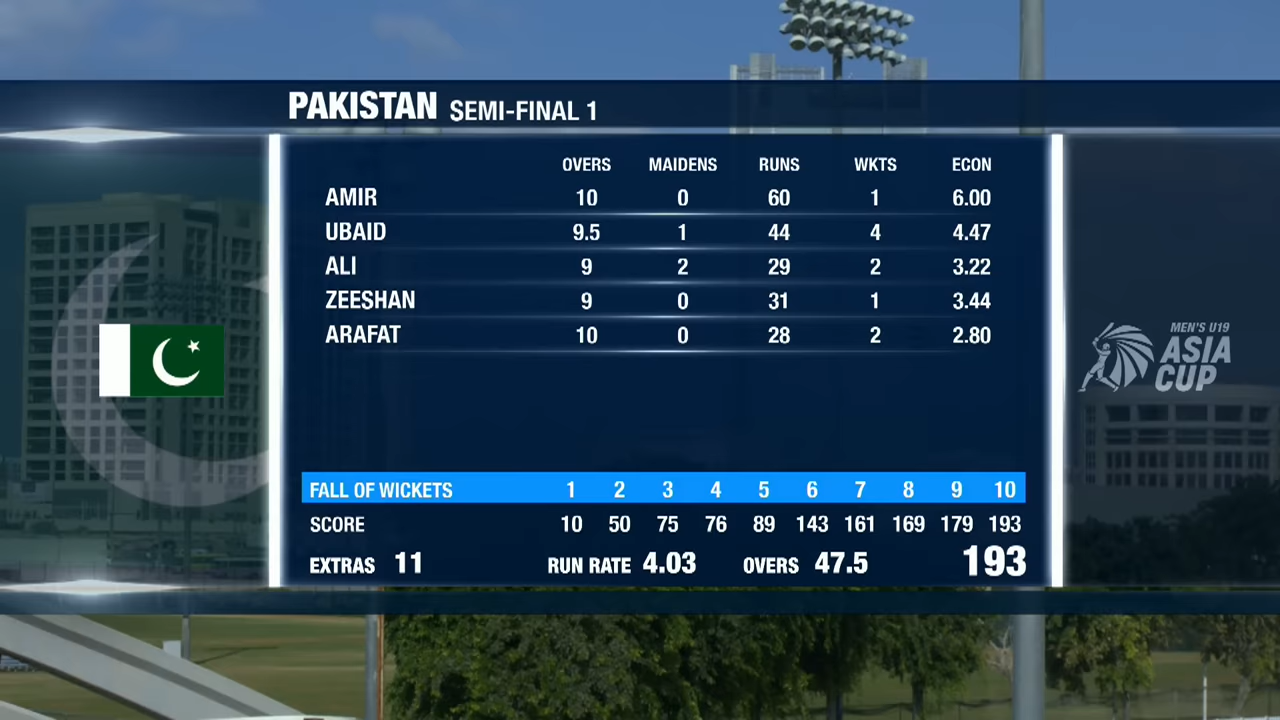 PAKISTAN SEMI-FINAL 1
OVERS MAIDENS RUNS WKTS ECON
AMIR 10 0 60 1 6.00
UBAID 9.5 1 44 4 4.47
ALI 9 2 29 2 3.22
ZEESHAN 9 0 31 1 3.44
ARAFAT 10 0 28 2 2.80
MEN'S U19
ASIA
CUP
FALL OF WICKETS 1 2 3 4 5 6 7 8 9 10
SCORE 10 50 75 76 89 143 161 169 179 193
EXTRAS 11 RUN RATE 4.03 OVERS 47.5 193